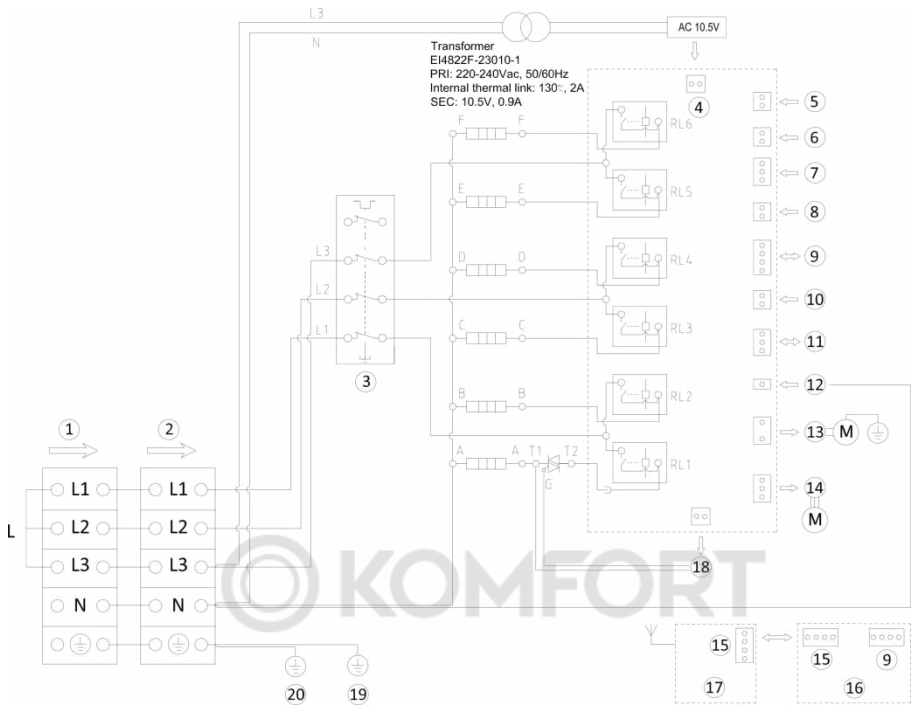 L3
N
AC 10.5V
Transformer
EI4822F-23010-1
PRI: 220-240Vac, 50/60Hz
Internal thermal link: 130℃, 2A
SEC: 10.5V, 0.9A
4
5
6
7
8
9
10
11
12
13
M
14
M
F F
RL6
E E
RL5
D D
RL4
C C
RL3
B B
RL2
A A T1 T2
G
RL1
L3
L2
L1
3
1
2
L
L1 L1
L2 L2
L3 L3
N N
18
KOMFORT
20
19
15
17
15
9
16